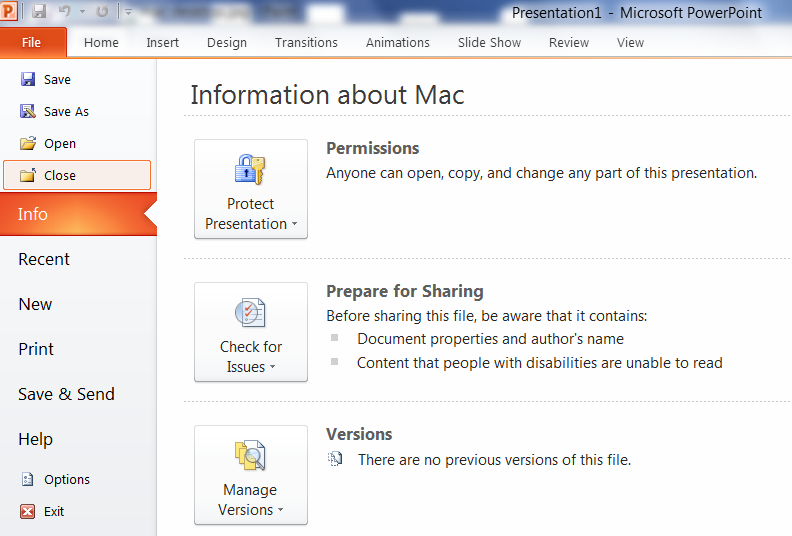 Presentation1 - Microsoft PowerPoint
File Home Insert Design Transitions Animations Slide Show Review View
Save
Save As
Open
Close
Info
Recent
New
Print
Save & Send
Help
Options
Exit
Information about Mac
Protect
Presentation
Permissions
Anyone can open, copy, and change any part of this presentation.
Check for
Issues
Prepare for Sharing
Before sharing this file, be aware that it contains:
Document properties and author's name
Content that people with disabilities are unable to read
Manage
Versions
Versions
There are no previous versions of this file.